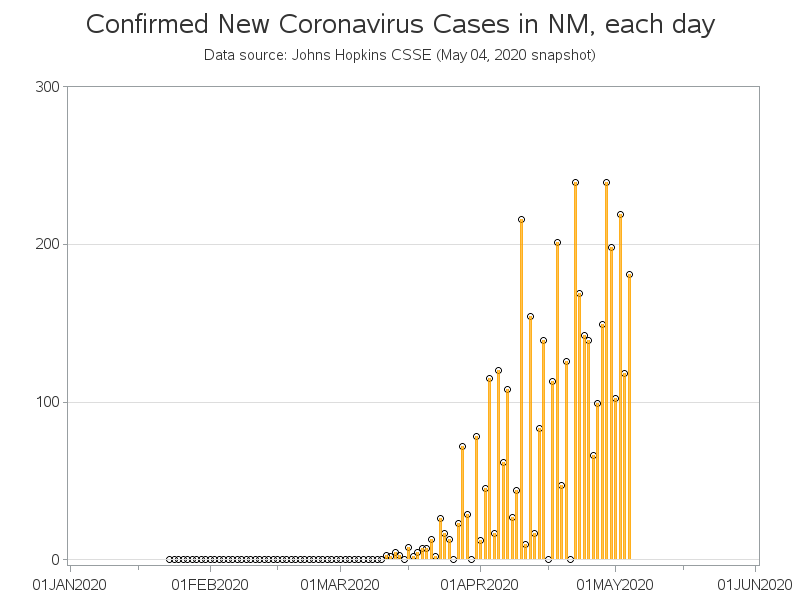 Confirmed New Coronavirus Cases in NM, each day
Data source: Johns Hopkins CSSE (May 04, 2020 snapshot)
300
200
100
0
01JAN2020 01FEB2020 01MAR2020 01APR2020 01MAY2020 01JUN2020